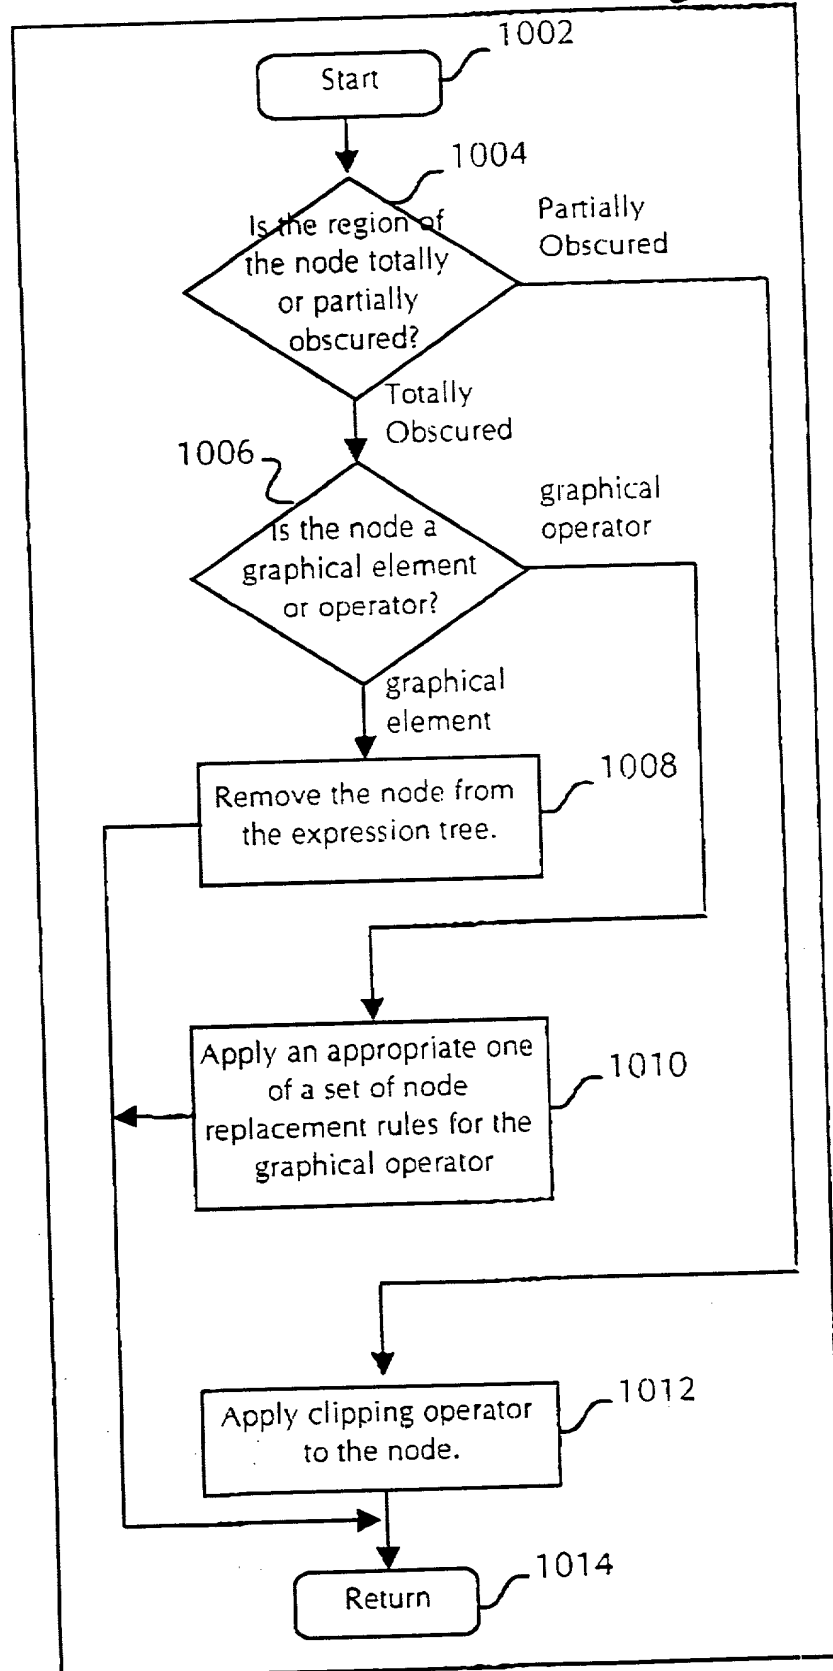 1002
Start
1004
Is the region of
the node totally
or partially
obscured?
Partially
Obscured
Totally
Obscured
1006
Is the node a
graphical element
or operator?
graphical
operator
graphical
element
1008
Remove the node from
the expression tree.
1010
Apply an appropriate one
of a set of node
replacement rules for the
graphical operator
1012
Apply clipping operator
to the node.
1014
Return